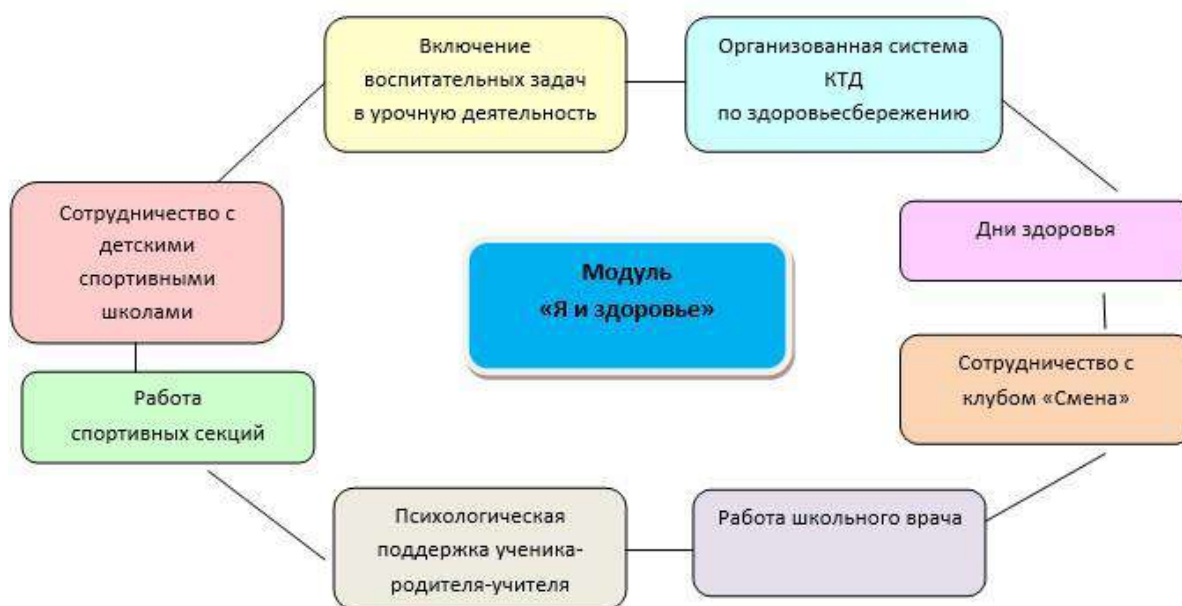 Включение
воспитательных задач
в урочную деятельность
Организованная система
КТД
по здоровьесбережению
Сотрудничество с
детскими
спортивными
школами
Модуль
«Я и здоровье»
Дни здоровья
Работа
спортивных секций
Сотрудничество с
клубом «Смена»
Психологическая
поддержка ученика-
родителя-учителя
Работа школьного врача